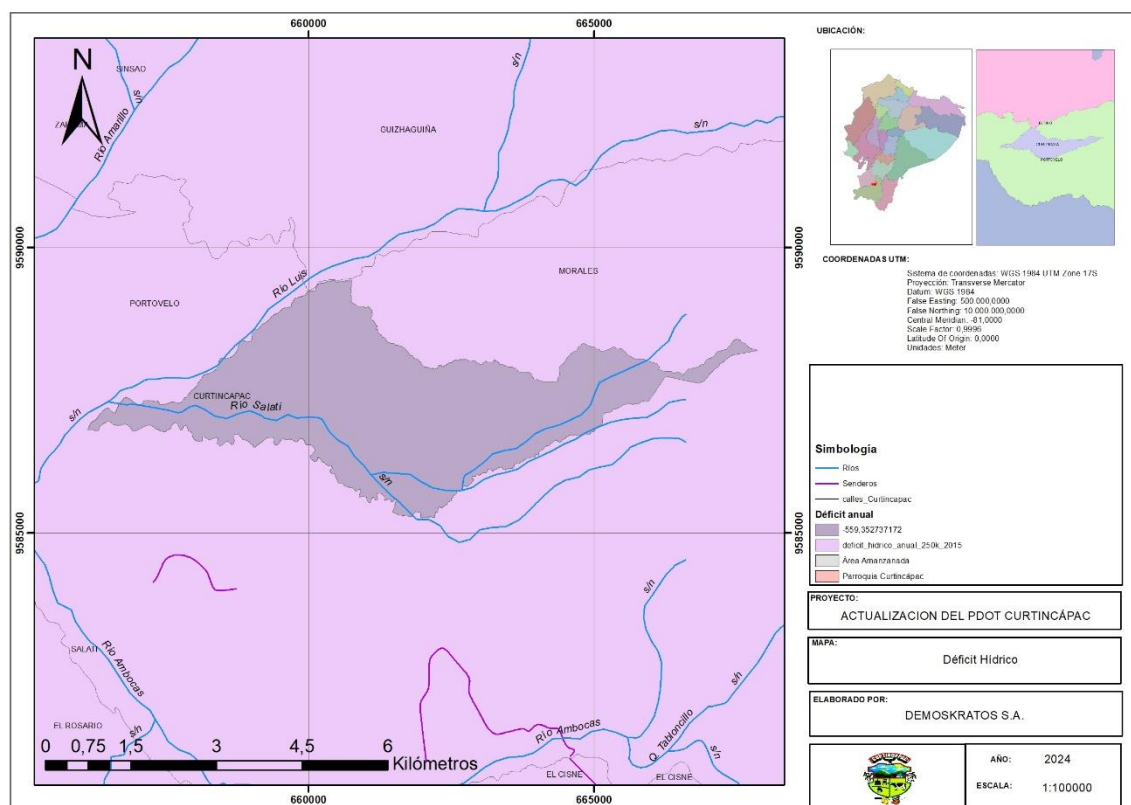 660000
665000
N
SINSAO
s/n
Río Amarillo
GUIZHAGUIÑA
s/n
s/n
9590000
9590000
Río Luis
MORALES
PORTOVELO
CURTINCAPAC
Río Salati
s/n
s/n
9585000
9585000
SALATI
Río Ambocas
EL ROSARIO
s/n
s/n
s/n
Río Ambocas
Q. Tabloncillo
s/n
EL CISNE
EL CISNE
0 0,75 1,5 3 4,5 6
Kilómetros
660000
665000
UBICACIÓN:
PORTOVELO
COORDENADAS UTM:
Sistema de coordenadas: WGS 1984 UTM Zone 17S
Proyección: Transverse Mercator
Datum: WGS 1984
False Easting: 500.000,0000
False Northing: 10.000.000,0000
Central Meridian: -81,0000
Scale Factor: 0,9996
Latitude Of Origin: 0,0000
Unidades: Meter
Simbología
Ríos
Senderos
calles_Curtincapac
Déficit anual
-559,352737172
deficit_hidrico_anual_250k_2015
Área Amanzanada
Parroquia Curtincápac
PROYECTO:
ACTUALIZACION DEL PDOT CURTINCÁPAC
MAPA:
Déficit Hídrico
ELABORADO POR:
DEMOSKRATOS S.A.
AÑO: 2024
ESCALA: 1:100000